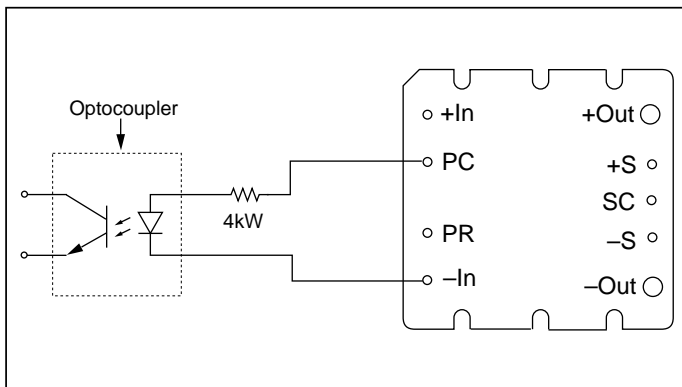 Optocoupler
4kW
+In
PC
PR
–In
+Out
+S
SC
–S
–Out